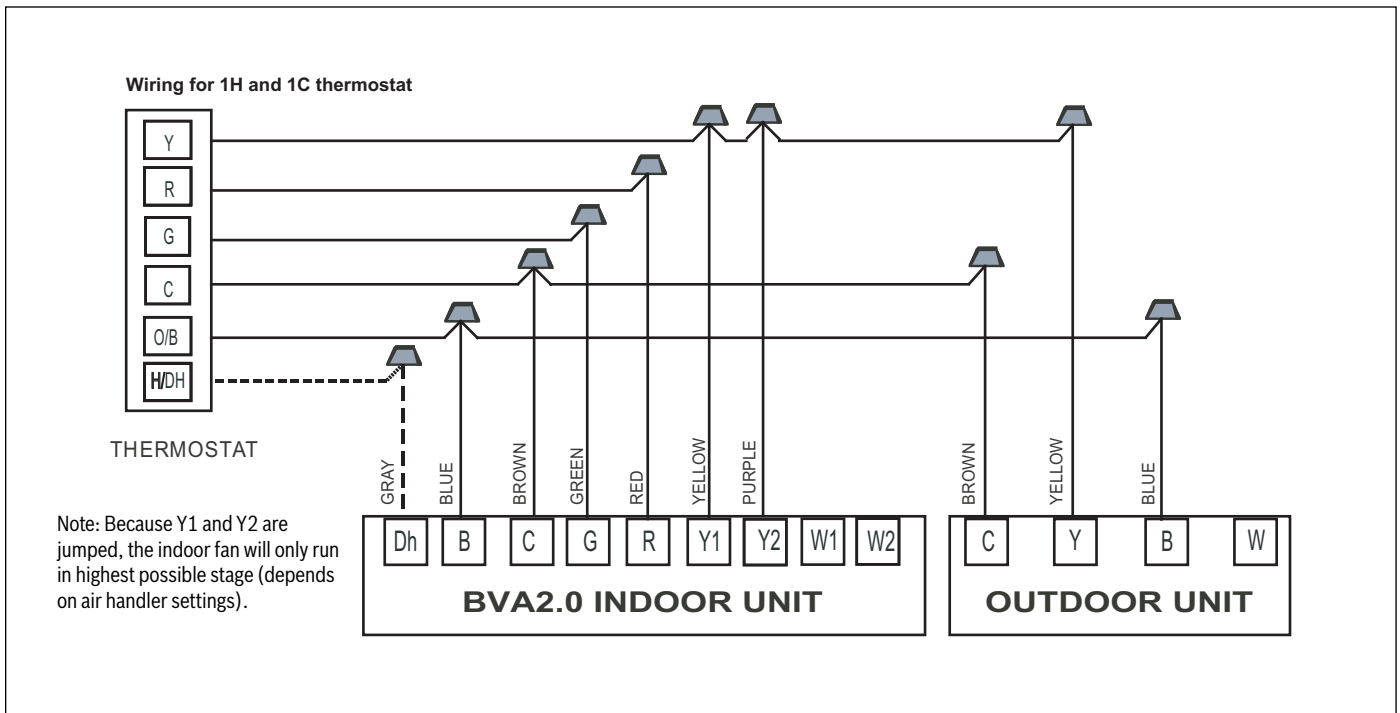 Wiring for 1H and 1C thermostat
Y
R
G
C
O/B
H/DH
THERMOSTAT
GRAY
BLUE
BROWN
GREEN
RED
YELLOW
PURPLE
BROWN
YELLOW
BLUE
Note: Because Y1 and Y2 are
jumped, the indoor fan will only run
in highest possible stage (depends
on air handler settings).
Dh B C G R Y1 Y2 W1 W2
BVA2.0 INDOOR UNIT
C Y B W
OUTDOOR UNIT